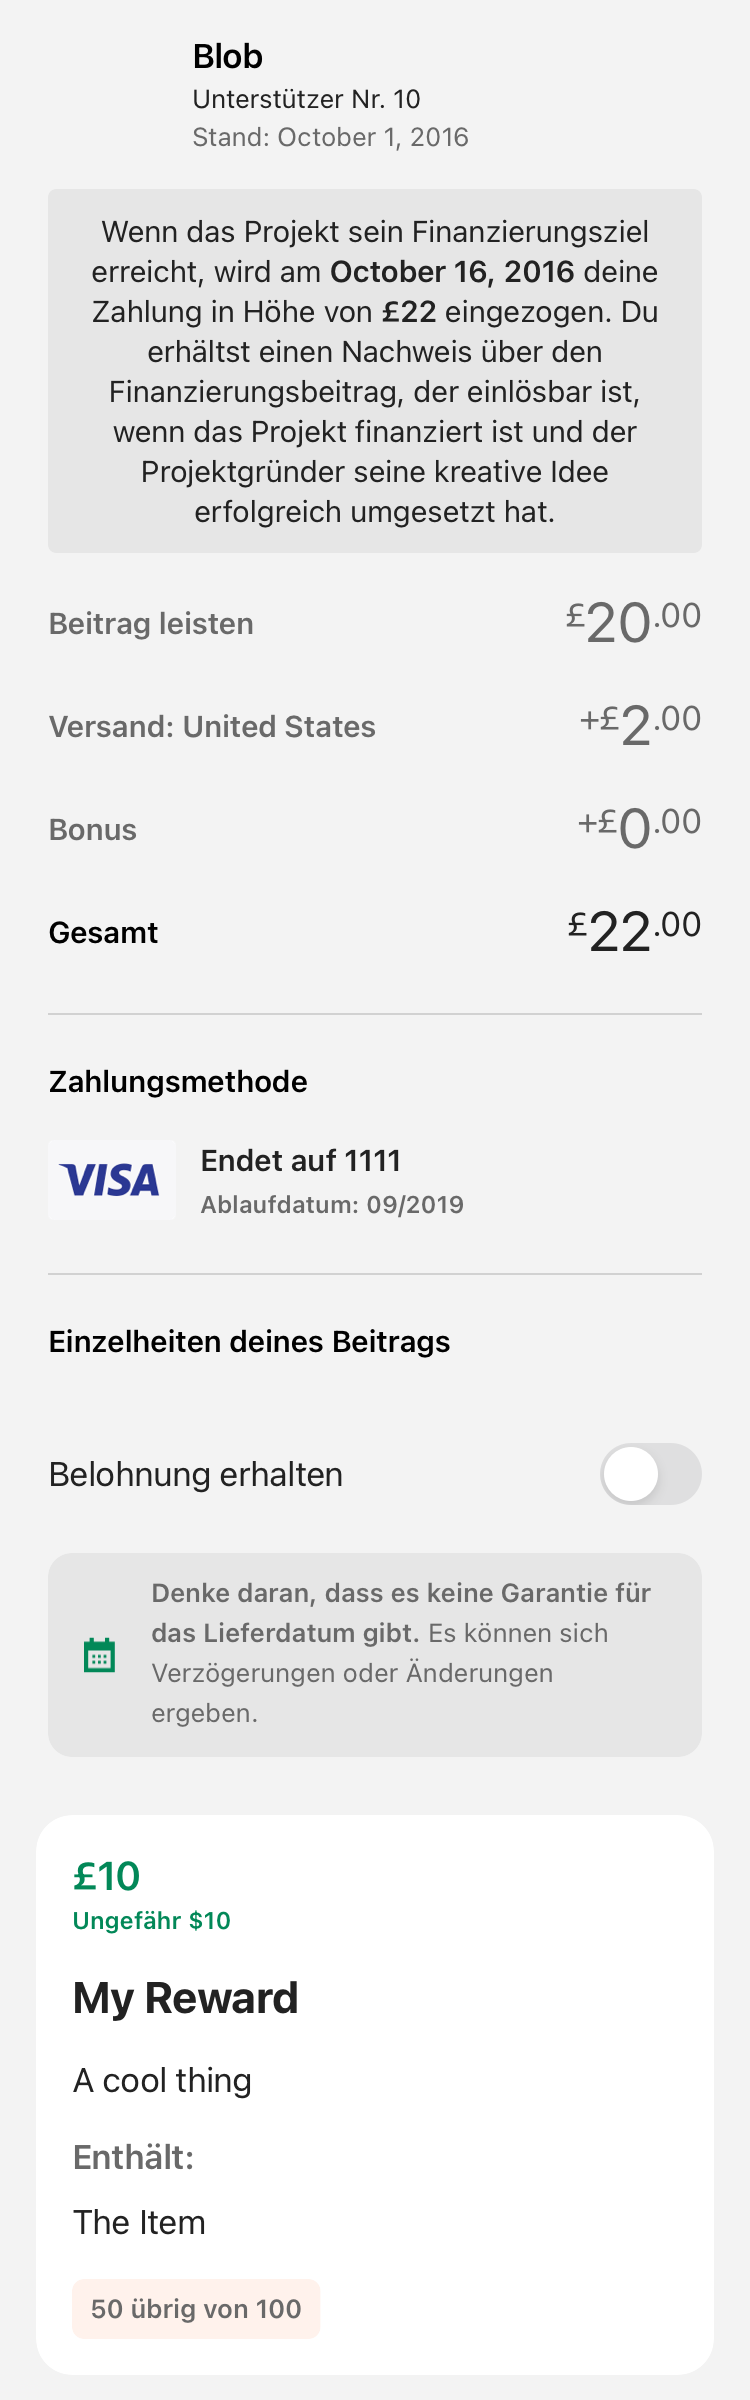 Blob
Unterstützer Nr. 10
Stand: October 1, 2016
Wenn das Projekt sein Finanzierungsziel
erreicht, wird am October 16, 2016 deine
Zahlung in Höhe von £22 eingezogen. Du
erhältst einen Nachweis über den
Finanzierungsbeitrag, der einlösbar ist,
wenn das Projekt finanziert ist und der
Projektgründer seine kreative Idee
erfolgreich umgesetzt hat.
Beitrag leisten £20.00
Versand: United States +£2.00
Bonus +£0.00
Gesamt £22.00
Zahlungsmethode
VISA
Endet auf 1111
Ablaufdatum: 09/2019
Einzelheiten deines Beitrags
Belohnung erhalten
Denke daran, dass es keine Garantie für
das Lieferdatum gibt. Es können sich
Verzögerungen oder Änderungen
ergeben.
£10
Ungefähr $10
My Reward
A cool thing
Enthält:
The Item
50 übrig von 100